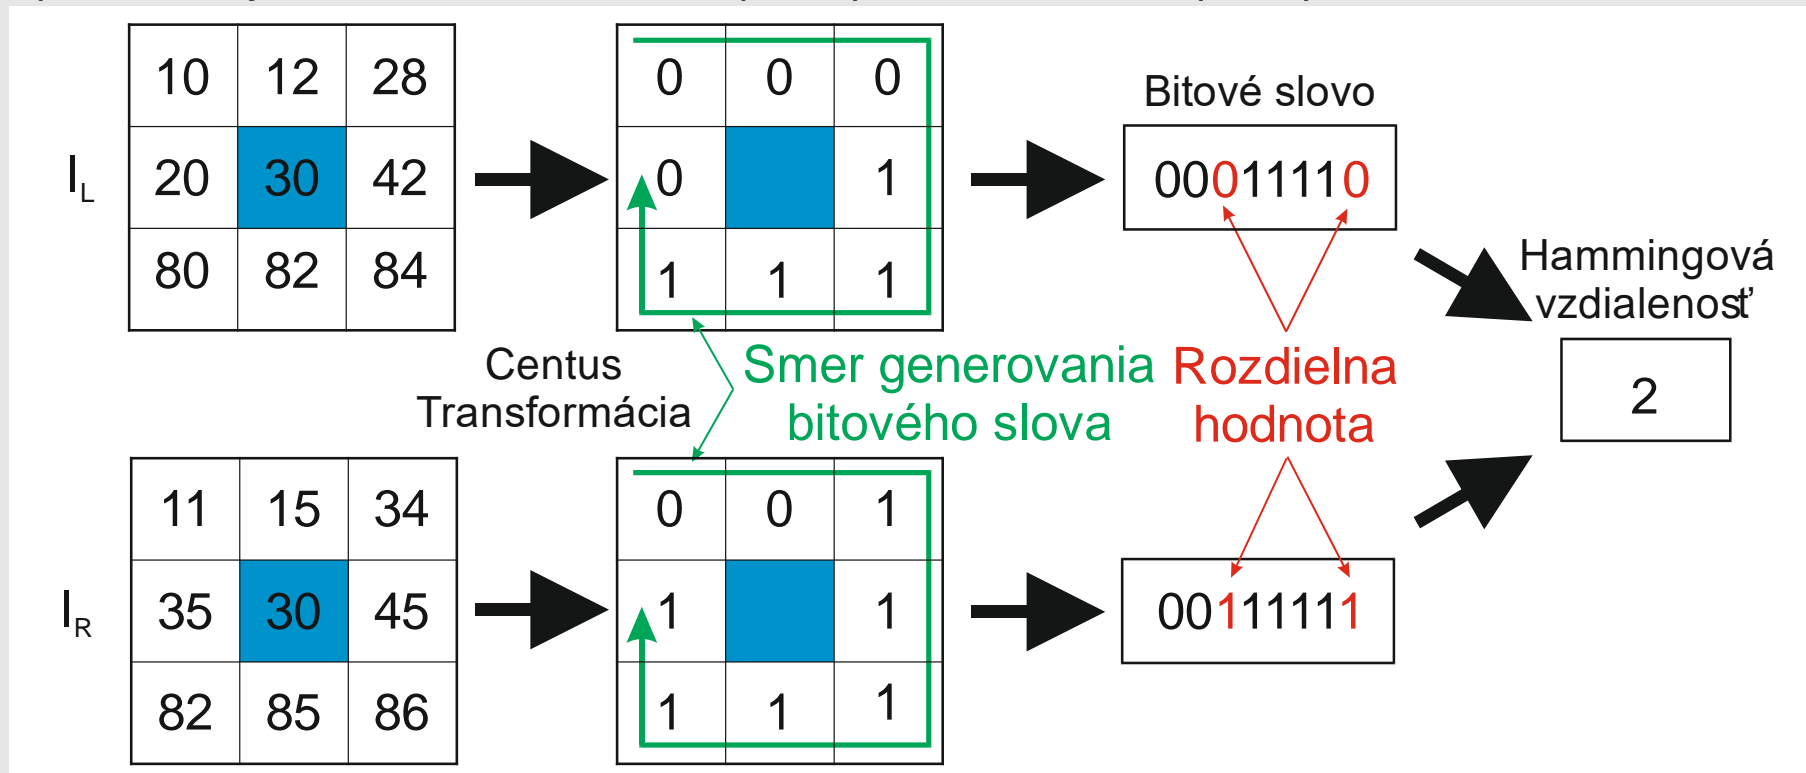 10 12 28
20 30 42
80 82 84
I_L
0 0 0
0 1
1 1 1
Bitové slovo
00011110
Hammingová
vzdialenosť
2
Centus
Transformácia
Smer generovania
bitového slova
Rozdielna
hodnota
11 15 34
35 30 45
82 85 86
I_R
0 0 1
1 1
1 1 1
00111111